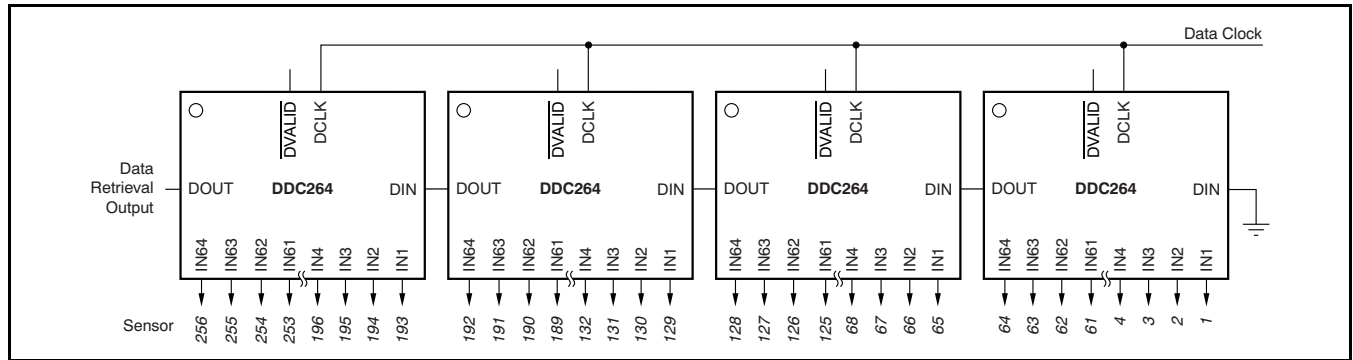 Data Clock
DVALID DCLK DVALID DCLK DVALID DCLK DVALID DCLK
Data
Retrieval
Output
DOUT DDC264 DIN DOUT DDC264 DIN DOUT DDC264 DIN DOUT DDC264 DIN
IN64 IN63 IN62 IN61 IN4 IN3 IN2 IN1 IN64 IN63 IN62 IN61 IN4 IN3 IN2 IN1 IN64 IN63 IN62 IN61 IN4 IN3 IN2 IN1 IN64 IN63 IN62 IN61 IN4 IN3 IN2 IN1
Sensor 256 255 254 253 196 195 194 193 192 191 190 189 132 131 130 129 128 127 126 125 68 67 66 65 64 63 62 61 4 3 2 1